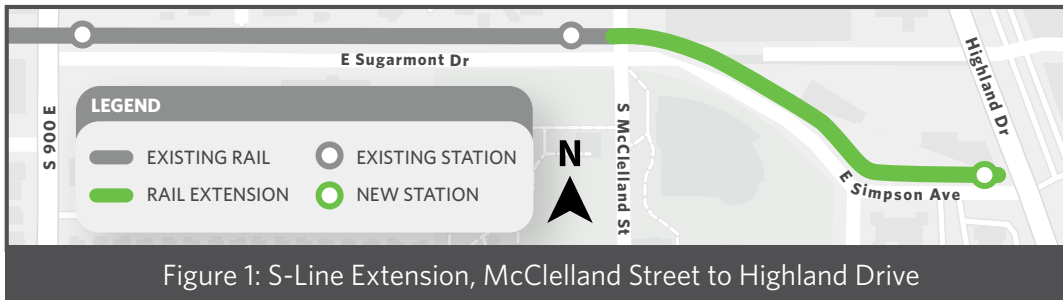 E Sugarmont Dr
Highland Dr
S 900 E
LEGEND
EXISTING RAIL
EXISTING STATION
RAIL EXTENSION
NEW STATION
N
S McClelland St
E Simpson Ave
Figure 1: S-Line Extension, McClelland Street to Highland Drive